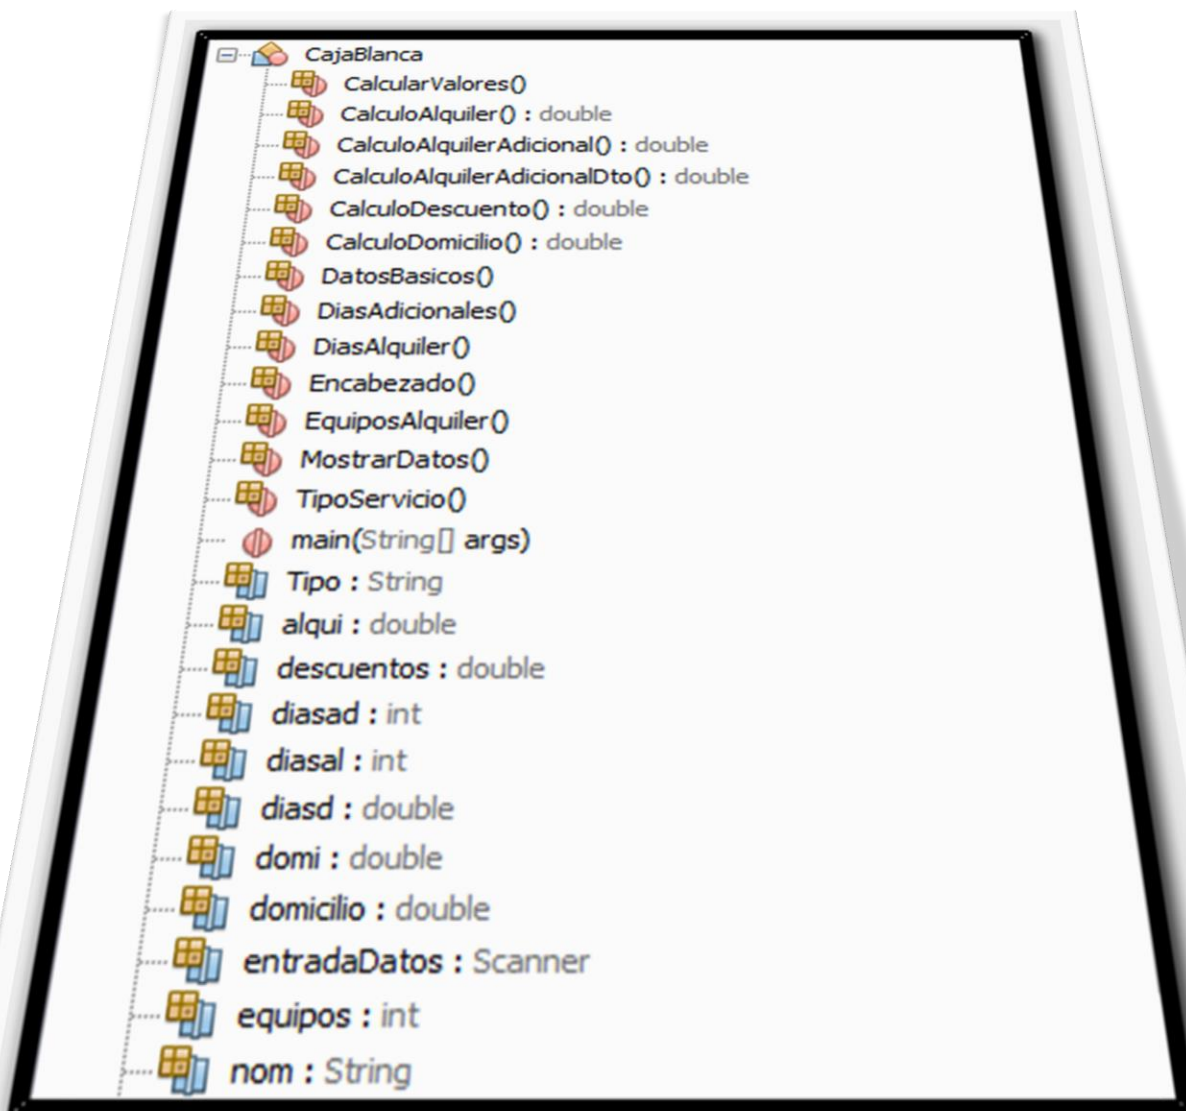 CajaBlanca
CalcularValores()
CalculoAlquiler() : double
CalculoAlquilerAdicional() : double
CalculoAlquilerAdicionalDto() : double
CalculoDescuento() : double
CalculoDomicilio() : double
DatosBasicos()
DiasAdicionales()
DiasAlquiler()
Encabezado()
EquiposAlquiler()
MostrarDatos()
TipoServicio()
main(String[] args)
Tipo : String
alqui : double
descuentos : double
diasad : int
diasal : int
diasd : double
domi : double
domicilio : double
entradaDatos : Scanner
equipos : int
nom : String